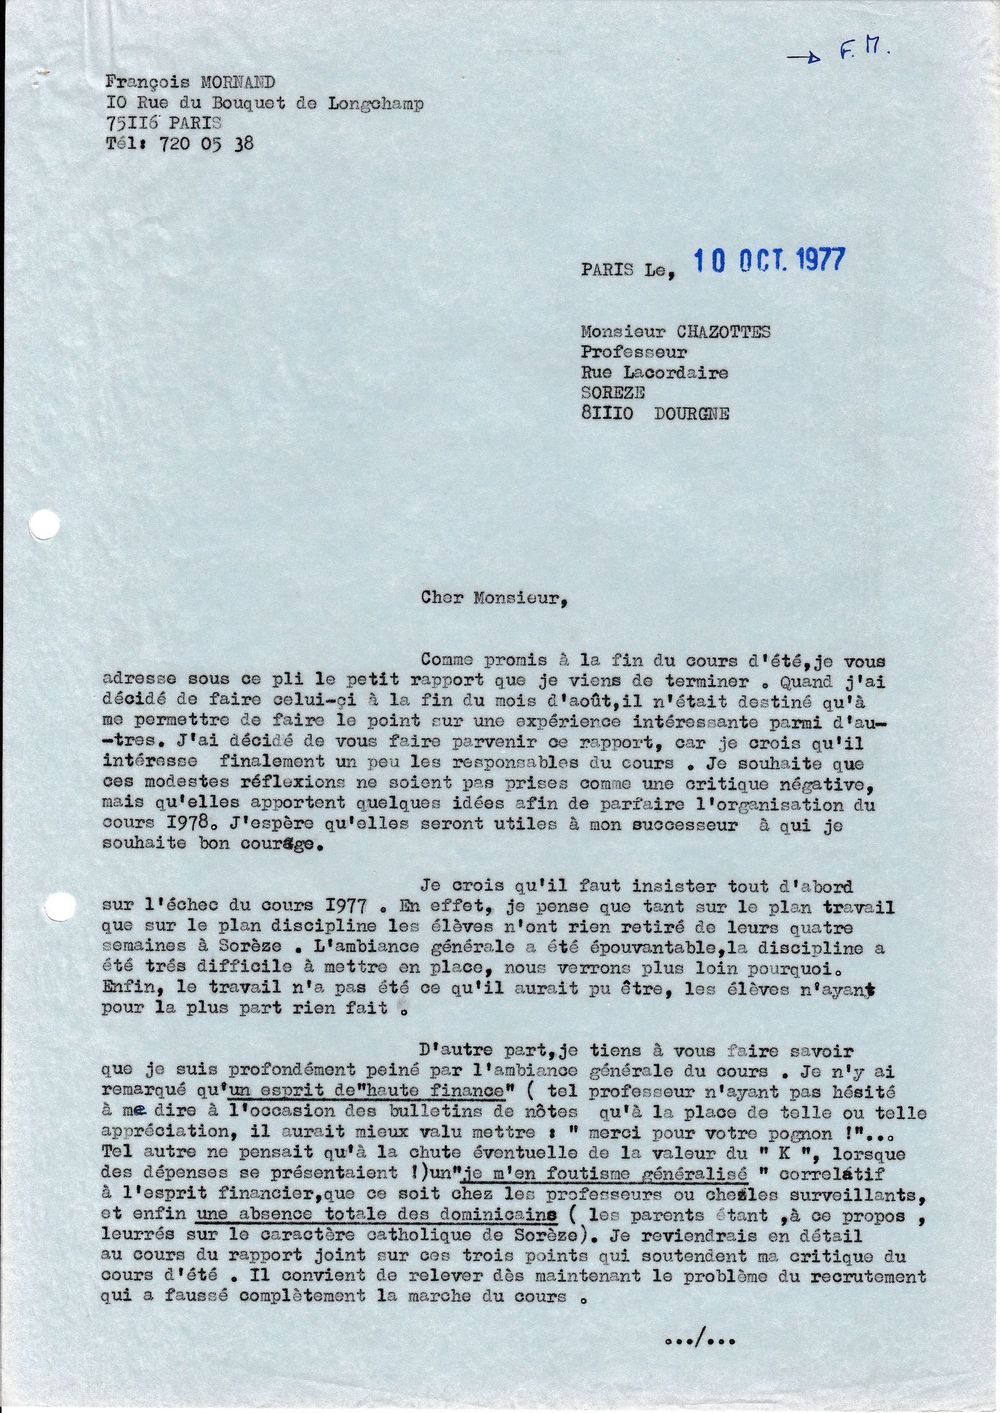 → F.M.
François MORNAND
IO Rue du Bouquet de Longchamp
75II6 PARIS
Tél: 720 05 38
PARIS Le, 10 OCT. 1977
Monsieur CHAZOTTES
Professeur
Rue Lacordaire
SOREZE
8IIIO DOURGNE
Cher Monsieur,
Comme promis à la fin du cours d'été,je vous
adresse sous ce pli le petit rapport que je viens de terminer . Quand j'ai
décidé de faire celui-çi à la fin du mois d'août,il n'était destiné qu'à
me permettre de faire le point sur une expérience intéressante parmi d'au-
-tres. J'ai décidé de vous faire parvenir ce rapport, car je crois qu'il
intéresse finalement un peu les responsables du cours . Je souhaite que
ces modestes réflexions ne soient pas prises comme une critique négative,
mais qu'elles apportent quelques idées afin de parfaire l'organisation du
cours I978. J'espère qu'elles seront utiles à mon successeur à qui je
souhaite bon courage.
Je crois qu'il faut insister tout d'abord
sur l'échec du cours I977 . En effet, je pense que tant sur le plan travail
que sur le plan discipline les élèves n'ont rien retiré de leurs quatre
semaines à Sorèze . L'ambiance générale a été épouvantable,la discipline a
été trés difficile à mettre en place, nous verrons plus loin pourquoi.
Enfin, le travail n'a pas été ce qu'il aurait pu être, les élèves n'ayant
pour la plus part rien fait .
D'autre part,je tiens à vous faire savoir
que je suis profondément peiné par l'ambiance générale du cours . Je n'y ai
remarqué qu'un esprit de"haute finance" ( tel professeur n'ayant pas hésité
à me dire à l'occasion des bulletins de nôtes qu'à la place de telle ou telle
appréciation, il aurait mieux valu mettre : " merci pour votre pognon !"...
Tel autre ne pensait qu'à la chute éventuelle de la valeur du " K ", lorsque
des dépenses se présentaient !)un"je m'en foutisme généralisé " correlatif
à l'esprit financier,que ce soit chez les professeurs ou chezles surveillants,
et enfin une absence totale des dominicains ( les parents étant ,à ce propos ,
leurrés sur le caractère catholique de Sorèze). Je reviendrais en détail
au cours du rapport joint sur ces trois points qui soutendent ma critique du
cours d'été . Il convient de relever dès maintenant le problème du recrutement
qui a faussé complètement la marche du cours .
.../...